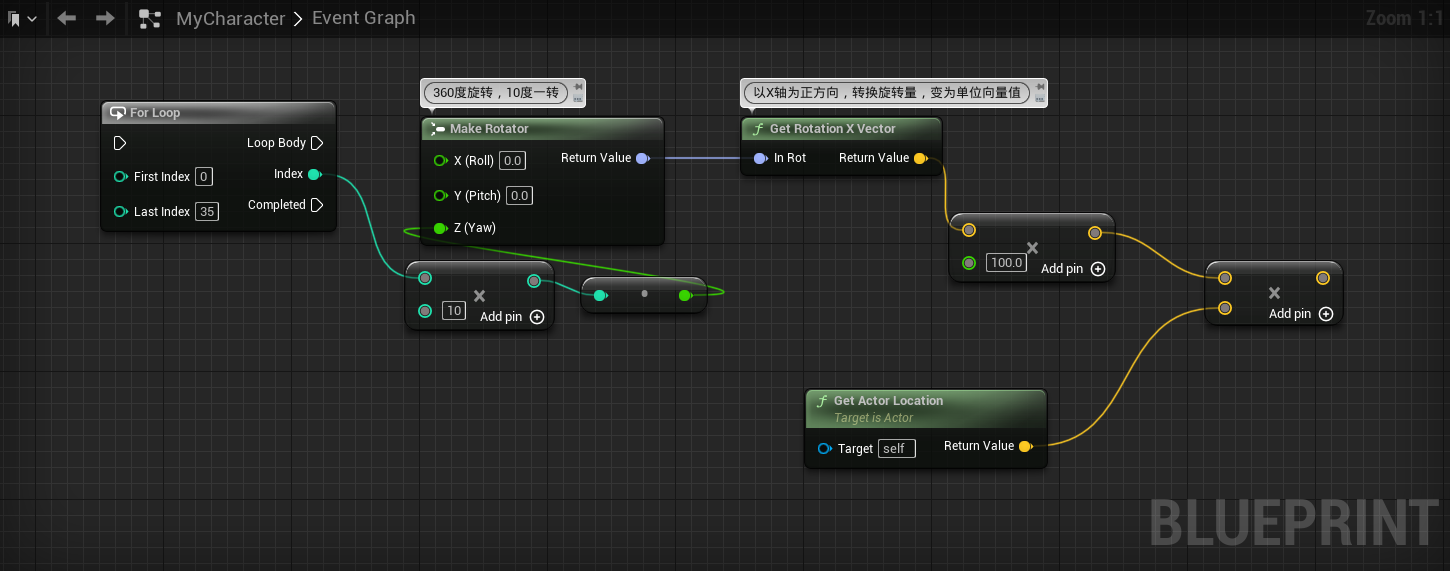 MyCharacter > Event Graph
Zoom 1:1
For Loop
Loop Body
First Index 0
Index
Last Index 35
Completed
360度旋转，10度一转
Make Rotator
X (Roll) 0.0
Return Value
Y (Pitch) 0.0
Z (Yaw)
以X轴为正方向，转换旋转量，变为单位向量值
Get Rotation X Vector
In Rot
Return Value
10
Add pin
100.0
Add pin
Add pin
Get Actor Location
Target is Actor
Target self
Return Value
BLUEPRINT